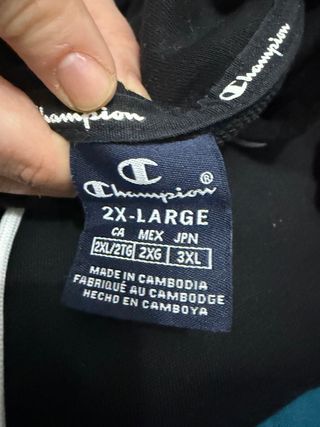 Champion
Champion
Champion®
2X-LARGE
CA MEX JPN
2XL/2TG 2XG 3XL
MADE IN CAMBODIA
FABRIQUÉ AU CAMBODGE
HECHO EN CAMBOYA